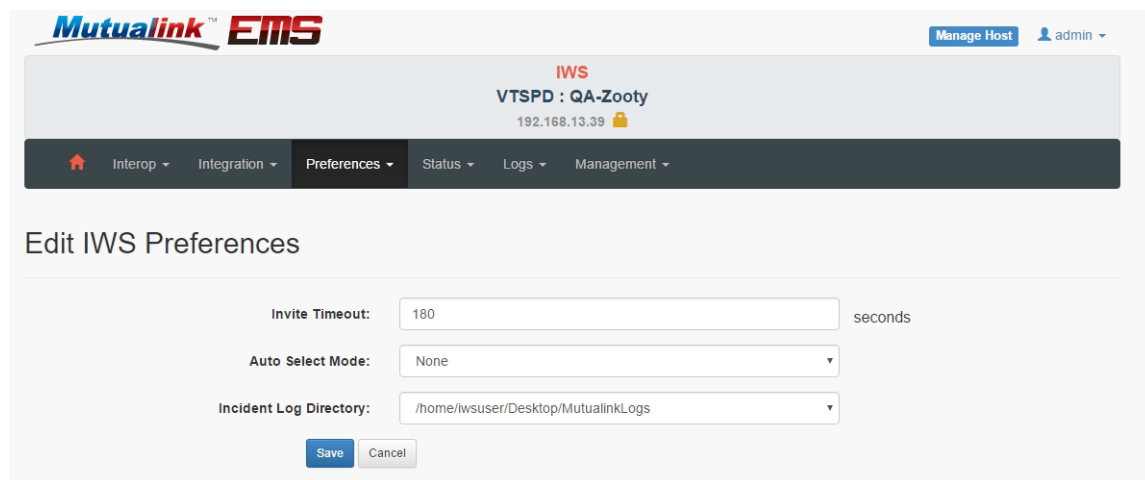 Mutualink™ EMS
Manage Host admin
IWS
VTSPD : QA-Zooty
192.168.13.39
Interop Integration Preferences Status Logs Management
Edit IWS Preferences
Invite Timeout: 180 seconds
Auto Select Mode: None
Incident Log Directory: /home/iwsuser/Desktop/MutualinkLogs
Save Cancel